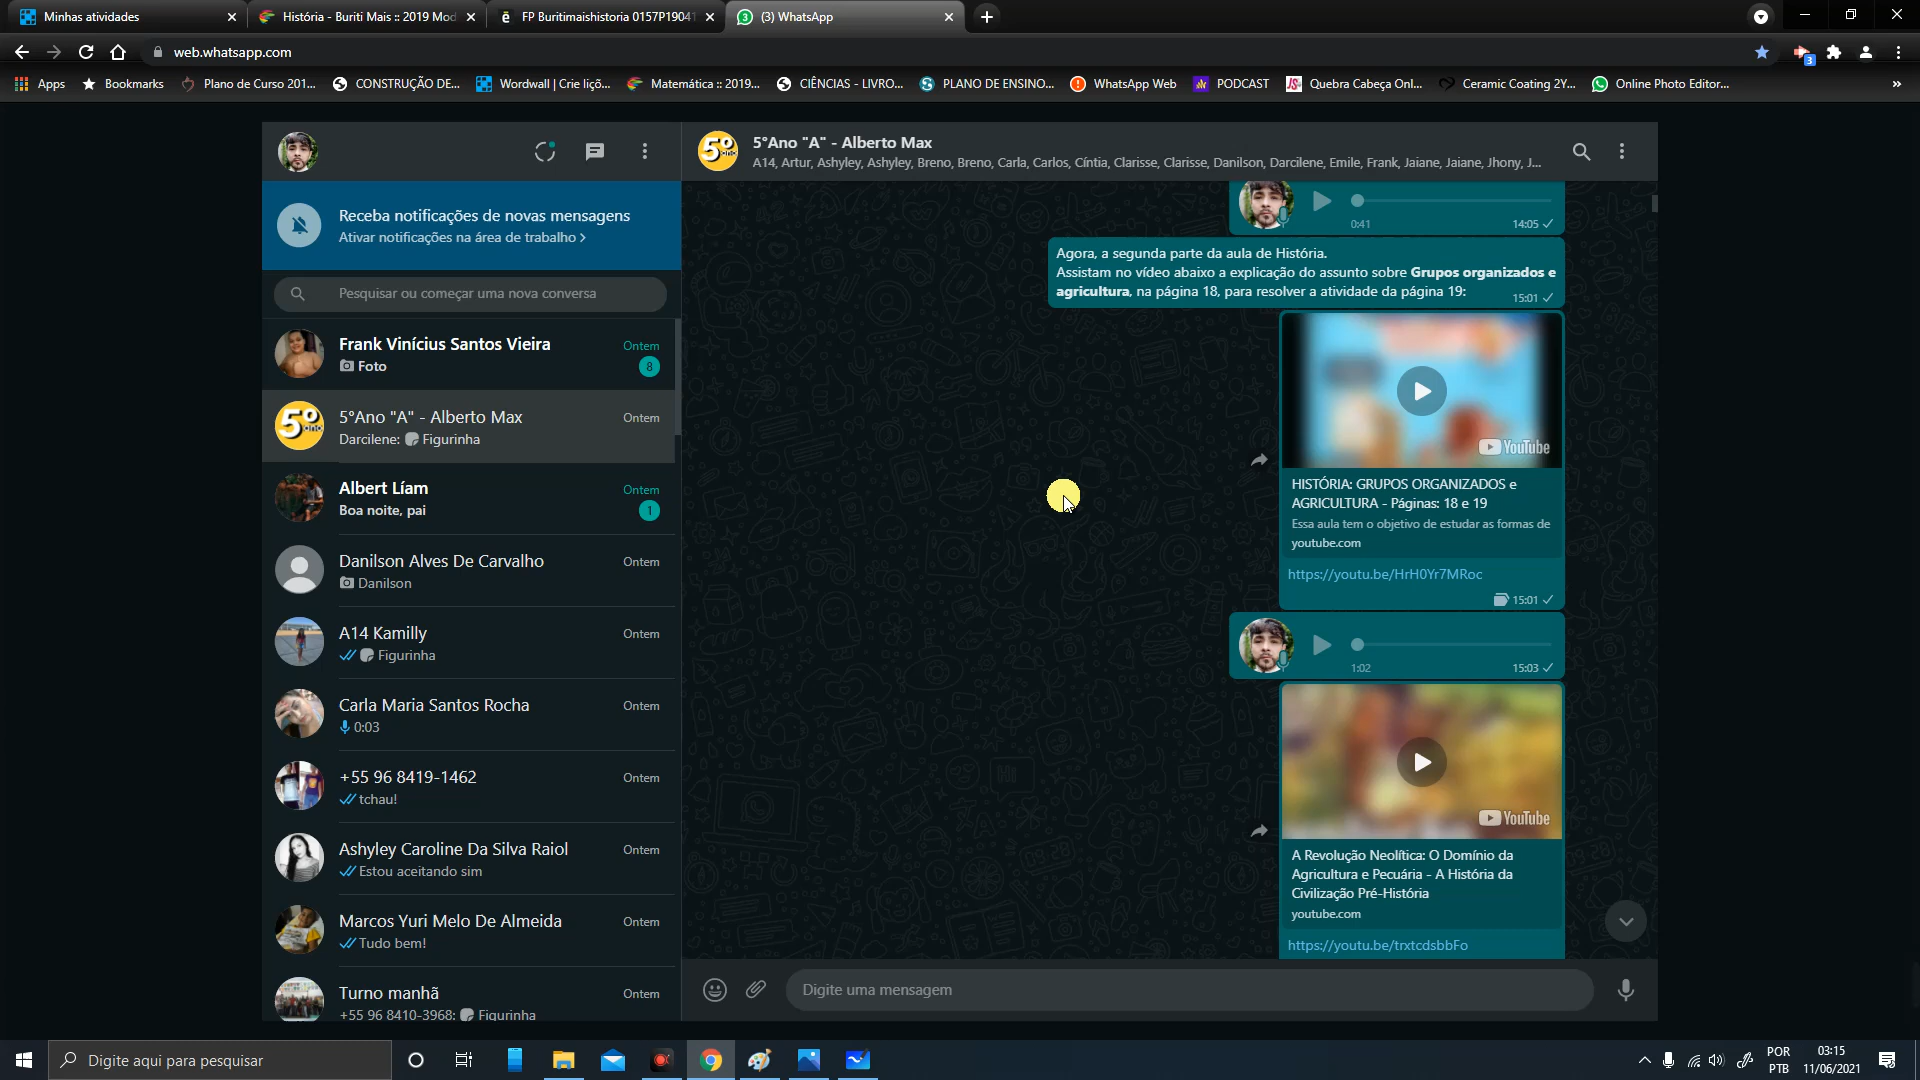 Minhas atividades
História - Buriti Mais :: 2019 Mod
FP Buritimaishistoria 0157P1904
(3) WhatsApp
web.whatsapp.com
Apps
Bookmarks
Plano de Curso 201...
CONSTRUÇÃO DE...
Wordwall | Crie liçõ...
Matemática :: 2019...
CIÊNCIAS - LIVRO...
PLANO DE ENSINO...
WhatsApp Web
PODCAST
Quebra Cabeça Onl...
Ceramic Coating 2Y...
Online Photo Editor...
3
Receba notificações de novas mensagens
Ativar notificações na área de trabalho >
Pesquisar ou começar uma nova conversa
Frank Vinícius Santos Vieira
Ontem
Foto
8
5°Ano "A" - Alberto Max
Ontem
Darcilene: Figurinha
Albert Líam
Ontem
Boa noite, pai
1
Danilson Alves De Carvalho
Ontem
Danilson
A14 Kamilly
Ontem
Figurinha
Carla Maria Santos Rocha
Ontem
0:03
+55 96 8419-1462
Ontem
tchau!
Ashyley Caroline Da Silva Raiol
Ontem
Estou aceitando sim
Marcos Yuri Melo De Almeida
Ontem
Tudo bem!
Turno manhã
Ontem
+55 96 8410-3968: Figurinha
5º
ano
5°Ano "A" - Alberto Max
A14, Artur, Ashyley, Ashyley, Breno, Breno, Carla, Carlos, Cíntia, Clarisse, Clarisse, Danilson, Darcilene, Emile, Frank, Jaiane, Jaiane, Jhony, J...
0:41
14:05
Agora, a segunda parte da aula de História.
Assistam no vídeo abaixo a explicação do assunto sobre Grupos organizados e
agricultura, na página 18, para resolver a atividade da página 19:
15:01
YouTube
HISTÓRIA: GRUPOS ORGANIZADOS e
AGRICULTURA - Páginas: 18 e 19
Essa aula tem o objetivo de estudar as formas de
youtube.com
https://youtu.be/HrH0Yr7MRoc
15:01
1:02
15:03
YouTube
A Revolução Neolítica: O Domínio da
Agricultura e Pecuária - A História da
Civilização Pré-História
youtube.com
https://youtu.be/trxtcdsbbFo
Digite uma mensagem
Digite aqui para pesquisar
POR
PTB
03:15
11/06/2021